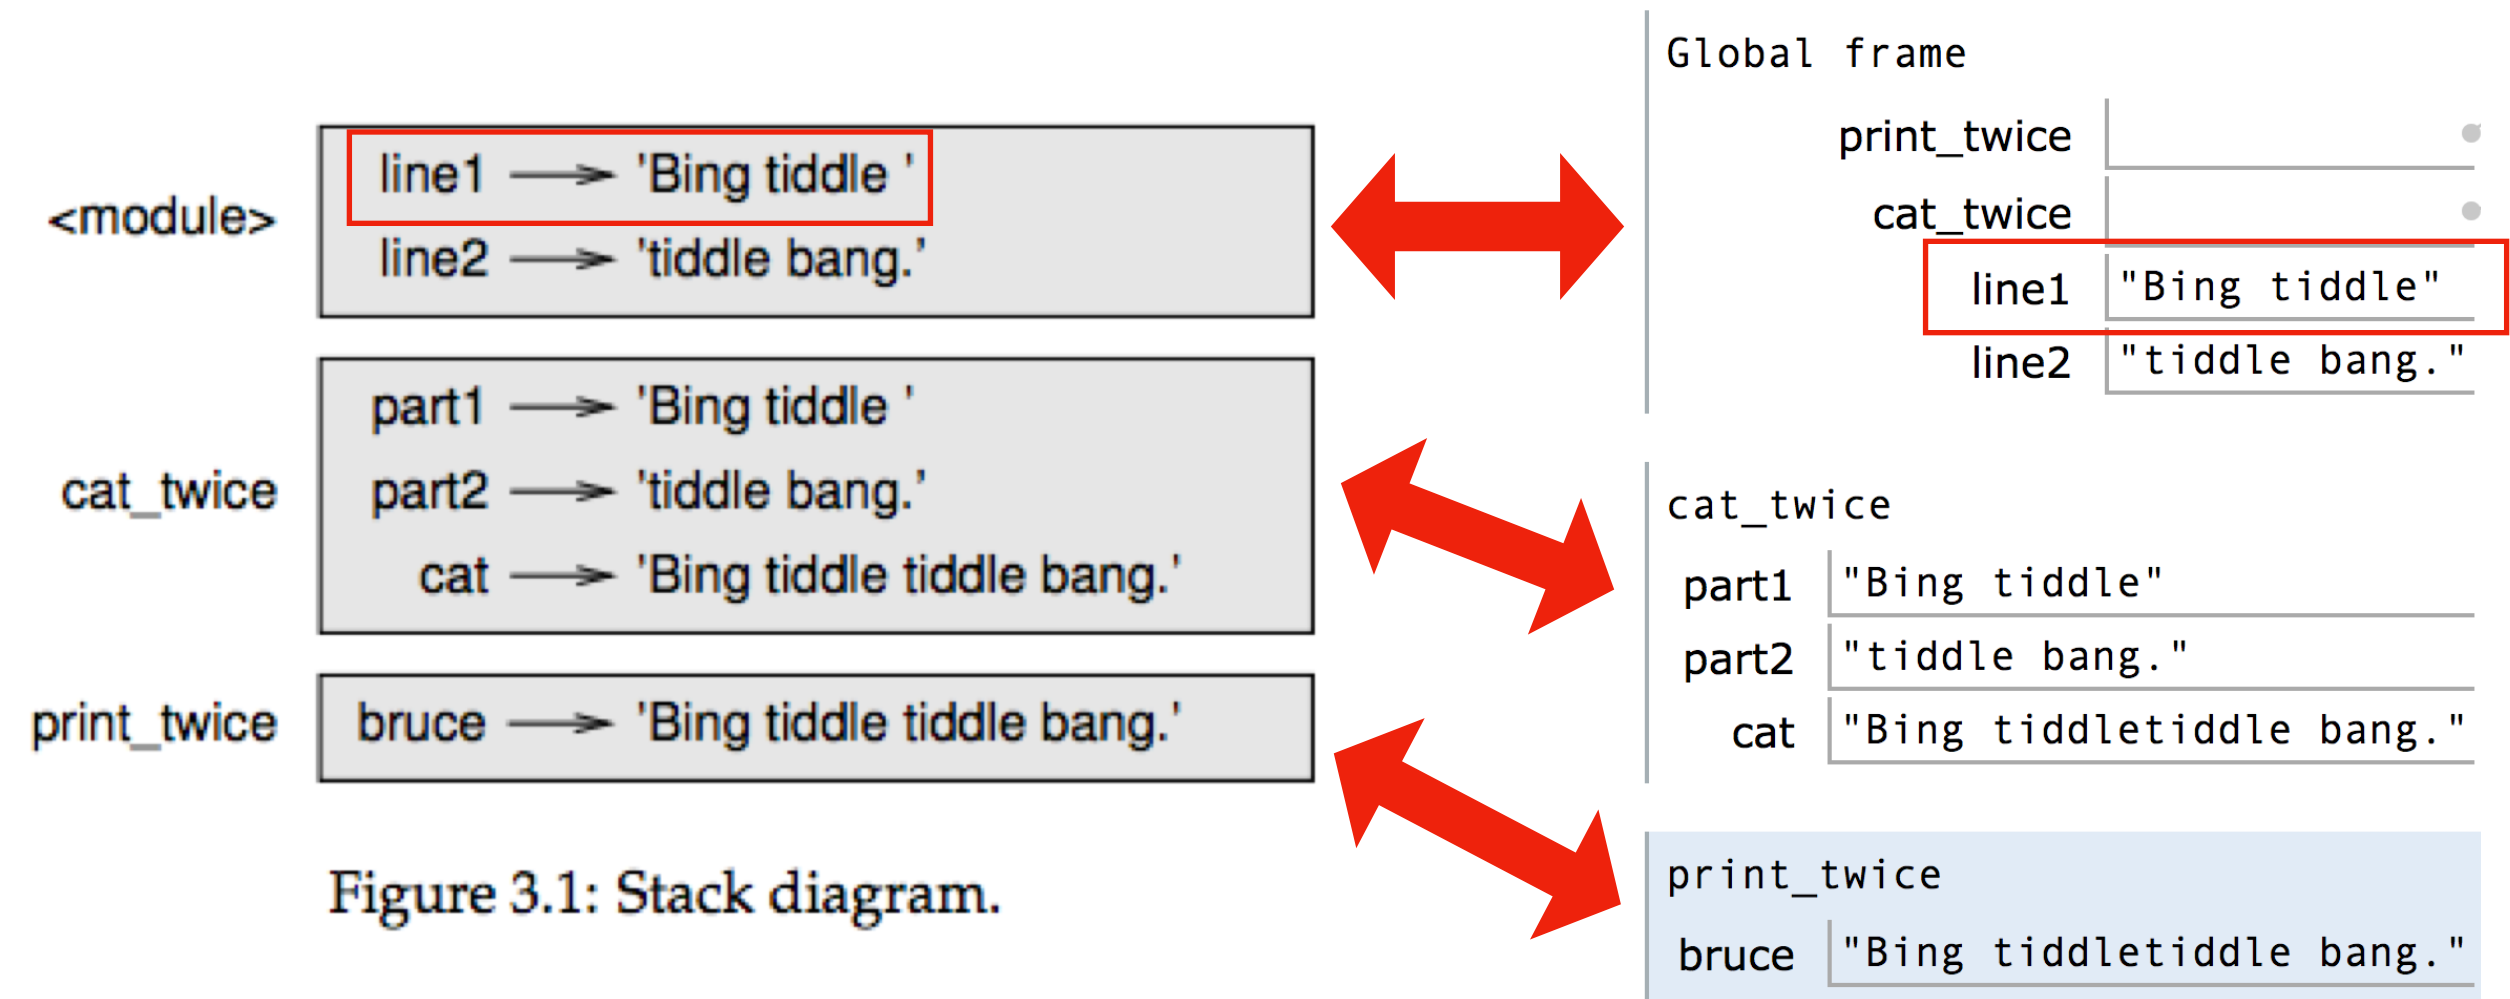 <module>
line1 'Bing tiddle '
line2 'tiddle bang.'
cat_twice
part1 'Bing tiddle '
part2 'tiddle bang.'
cat 'Bing tiddle tiddle bang.'
print_twice
bruce 'Bing tiddle tiddle bang.'
Figure 3.1: Stack diagram.
Global frame
print_twice
cat_twice
line1 "Bing tiddle"
line2 "tiddle bang."
cat_twice
part1 "Bing tiddle"
part2 "tiddle bang."
cat "Bing tiddletiddle bang."
print_twice
bruce "Bing tiddletiddle bang."